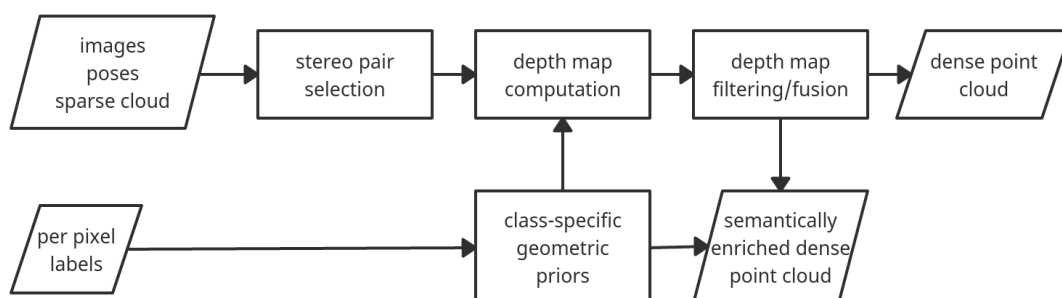 images
poses
sparse cloud
stereo pair
selection
depth map
computation
depth map
filtering/fusion
dense point
cloud
per pixel
labels
class-specific
geometric
priors
semantically
enriched dense
point cloud